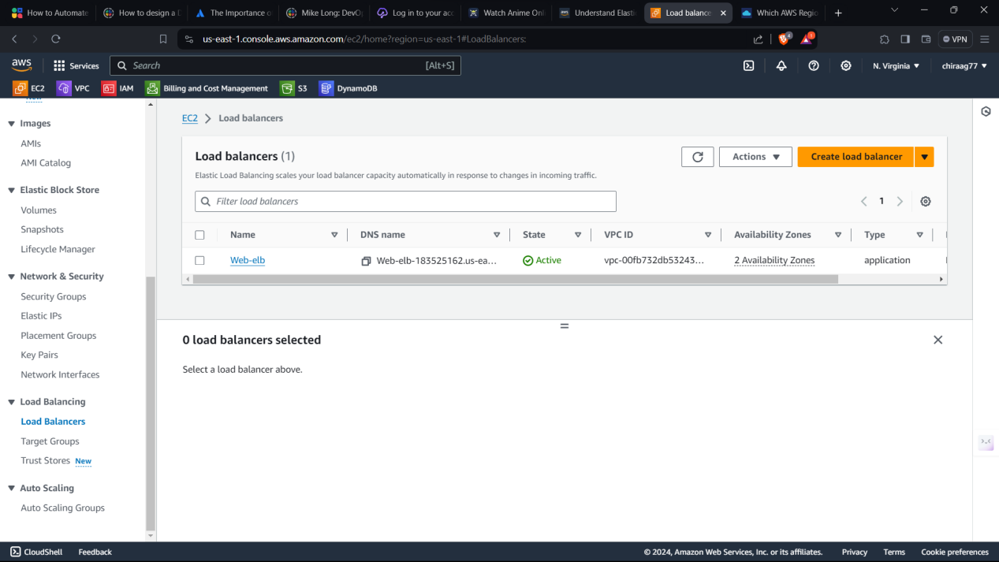 How to Automate
How to design a D
The Importance o
Mike Long: DevO
Log in to your acc
Watch Anime Onli
Understand Elasti
Load balance
Which AWS Regio
us-east-1.console.aws.amazon.com/ec2/home?region=us-east-1#LoadBalancers:
4
1
VPN
aws
Services
Search
[Alt+S]
N. Virginia
chiraag77
EC2
VPC
IAM
Billing and Cost Management
S3
DynamoDB
New
Images
AMIs
AMI Catalog
Elastic Block Store
Volumes
Snapshots
Lifecycle Manager
Network & Security
Security Groups
Elastic IPs
Placement Groups
Key Pairs
Network Interfaces
Load Balancing
Load Balancers
Target Groups
Trust Stores New
Auto Scaling
Auto Scaling Groups
EC2
Load balancers
Load balancers (1)
Actions
Create load balancer
Elastic Load Balancing scales your load balancer capacity automatically in response to changes in incoming traffic.
Filter load balancers
1
Name
DNS name
State
VPC ID
Availability Zones
Type
Web-elb
Web-elb-183525162.us-ea...
Active
vpc-00fb732db53243...
2 Availability Zones
application
0 load balancers selected
Select a load balancer above.
CloudShell
Feedback
© 2024, Amazon Web Services, Inc. or its affiliates.
Privacy
Terms
Cookie preferences